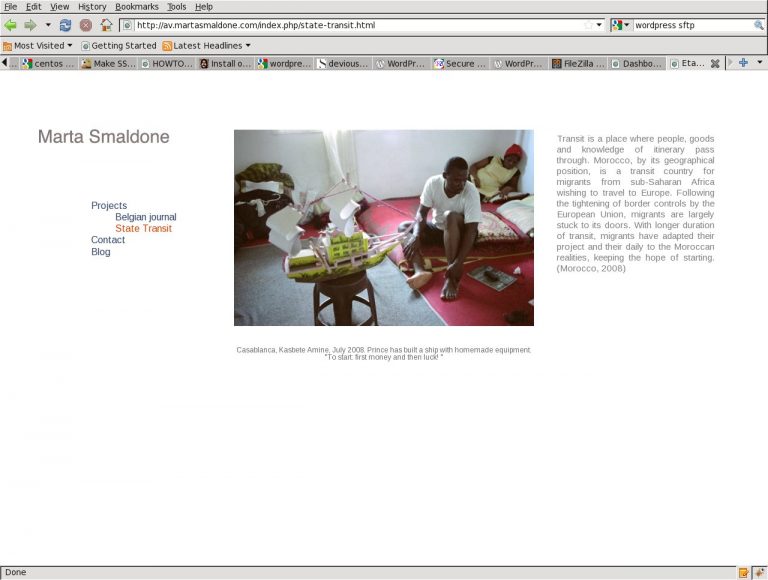 File Edit View History Bookmarks Tools Help
http://av.martasmaldone.com/index.php/state-transit.html
wordpress sftp
Most Visited Getting Started Latest Headlines
... centos ... Make SS... HOWTO... Install o... wordpre... devious... WordPr... Secure ... WordPr... FileZilla ... Dashbo... Eta...
Marta Smaldone
Projects
Belgian journal
State Transit
Contact
Blog
Casablanca, Kasbete Amine, July 2008. Prince has built a ship with homemade equipment.
"To start: first money and then luck! "
Transit is a place where people, goods
and knowledge of itinerary pass
through. Morocco, by its geographical
position, is a transit country for
migrants from sub-Saharan Africa
wishing to travel to Europe. Following
the tightening of border controls by the
European Union, migrants are largely
stuck to its doors. With longer duration
of transit, migrants have adapted their
project and their daily to the Moroccan
realities, keeping the hope of starting.
(Morocco, 2008)
Done